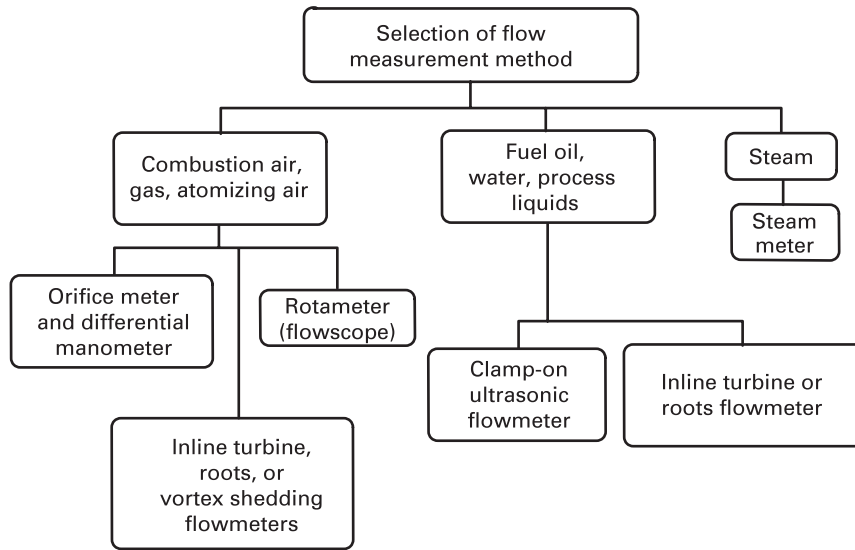 Selection of flow
measurement method
Combustion air,
gas, atomizing air
Fuel oil,
water, process
liquids
Steam
Steam
meter
Orifice meter
and differential
manometer
Rotameter
(flowscope)
Inline turbine,
roots, or
vortex shedding
flowmeters
Clamp-on
ultrasonic
flowmeter
Inline turbine or
roots flowmeter